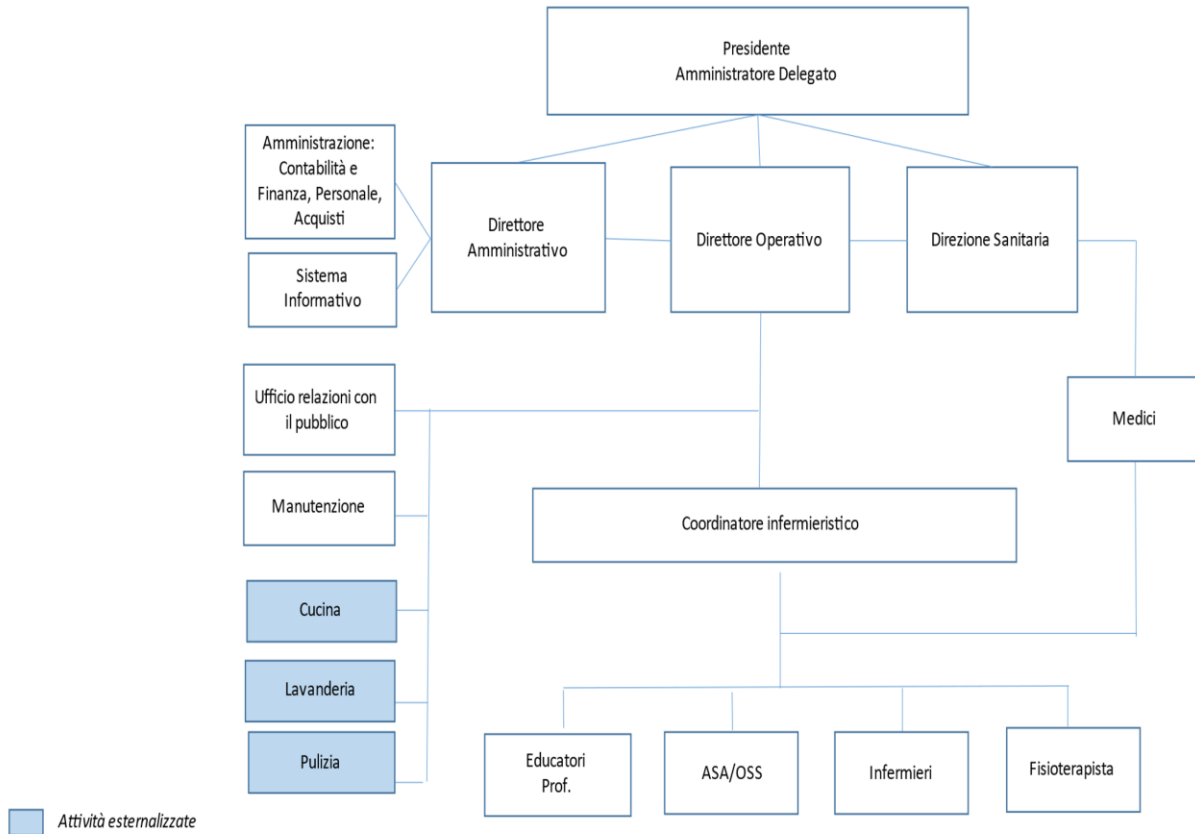 Presidente
Amministratore Delegato
Amministrazione:
Contabilità e
Finanza, Personale,
Acquisti
Direttore
Amministrativo
Direttore Operativo
Direzione Sanitaria
Sistema
Informativo
Ufficio relazioni con
il pubblico
Medici
Manutenzione
Coordinatore infermieristico
Cucina
Lavanderia
Pulizia
Educatori
Prof.
ASA/OSS
Infermieri
Fisioterapista
Attività esternalizzate